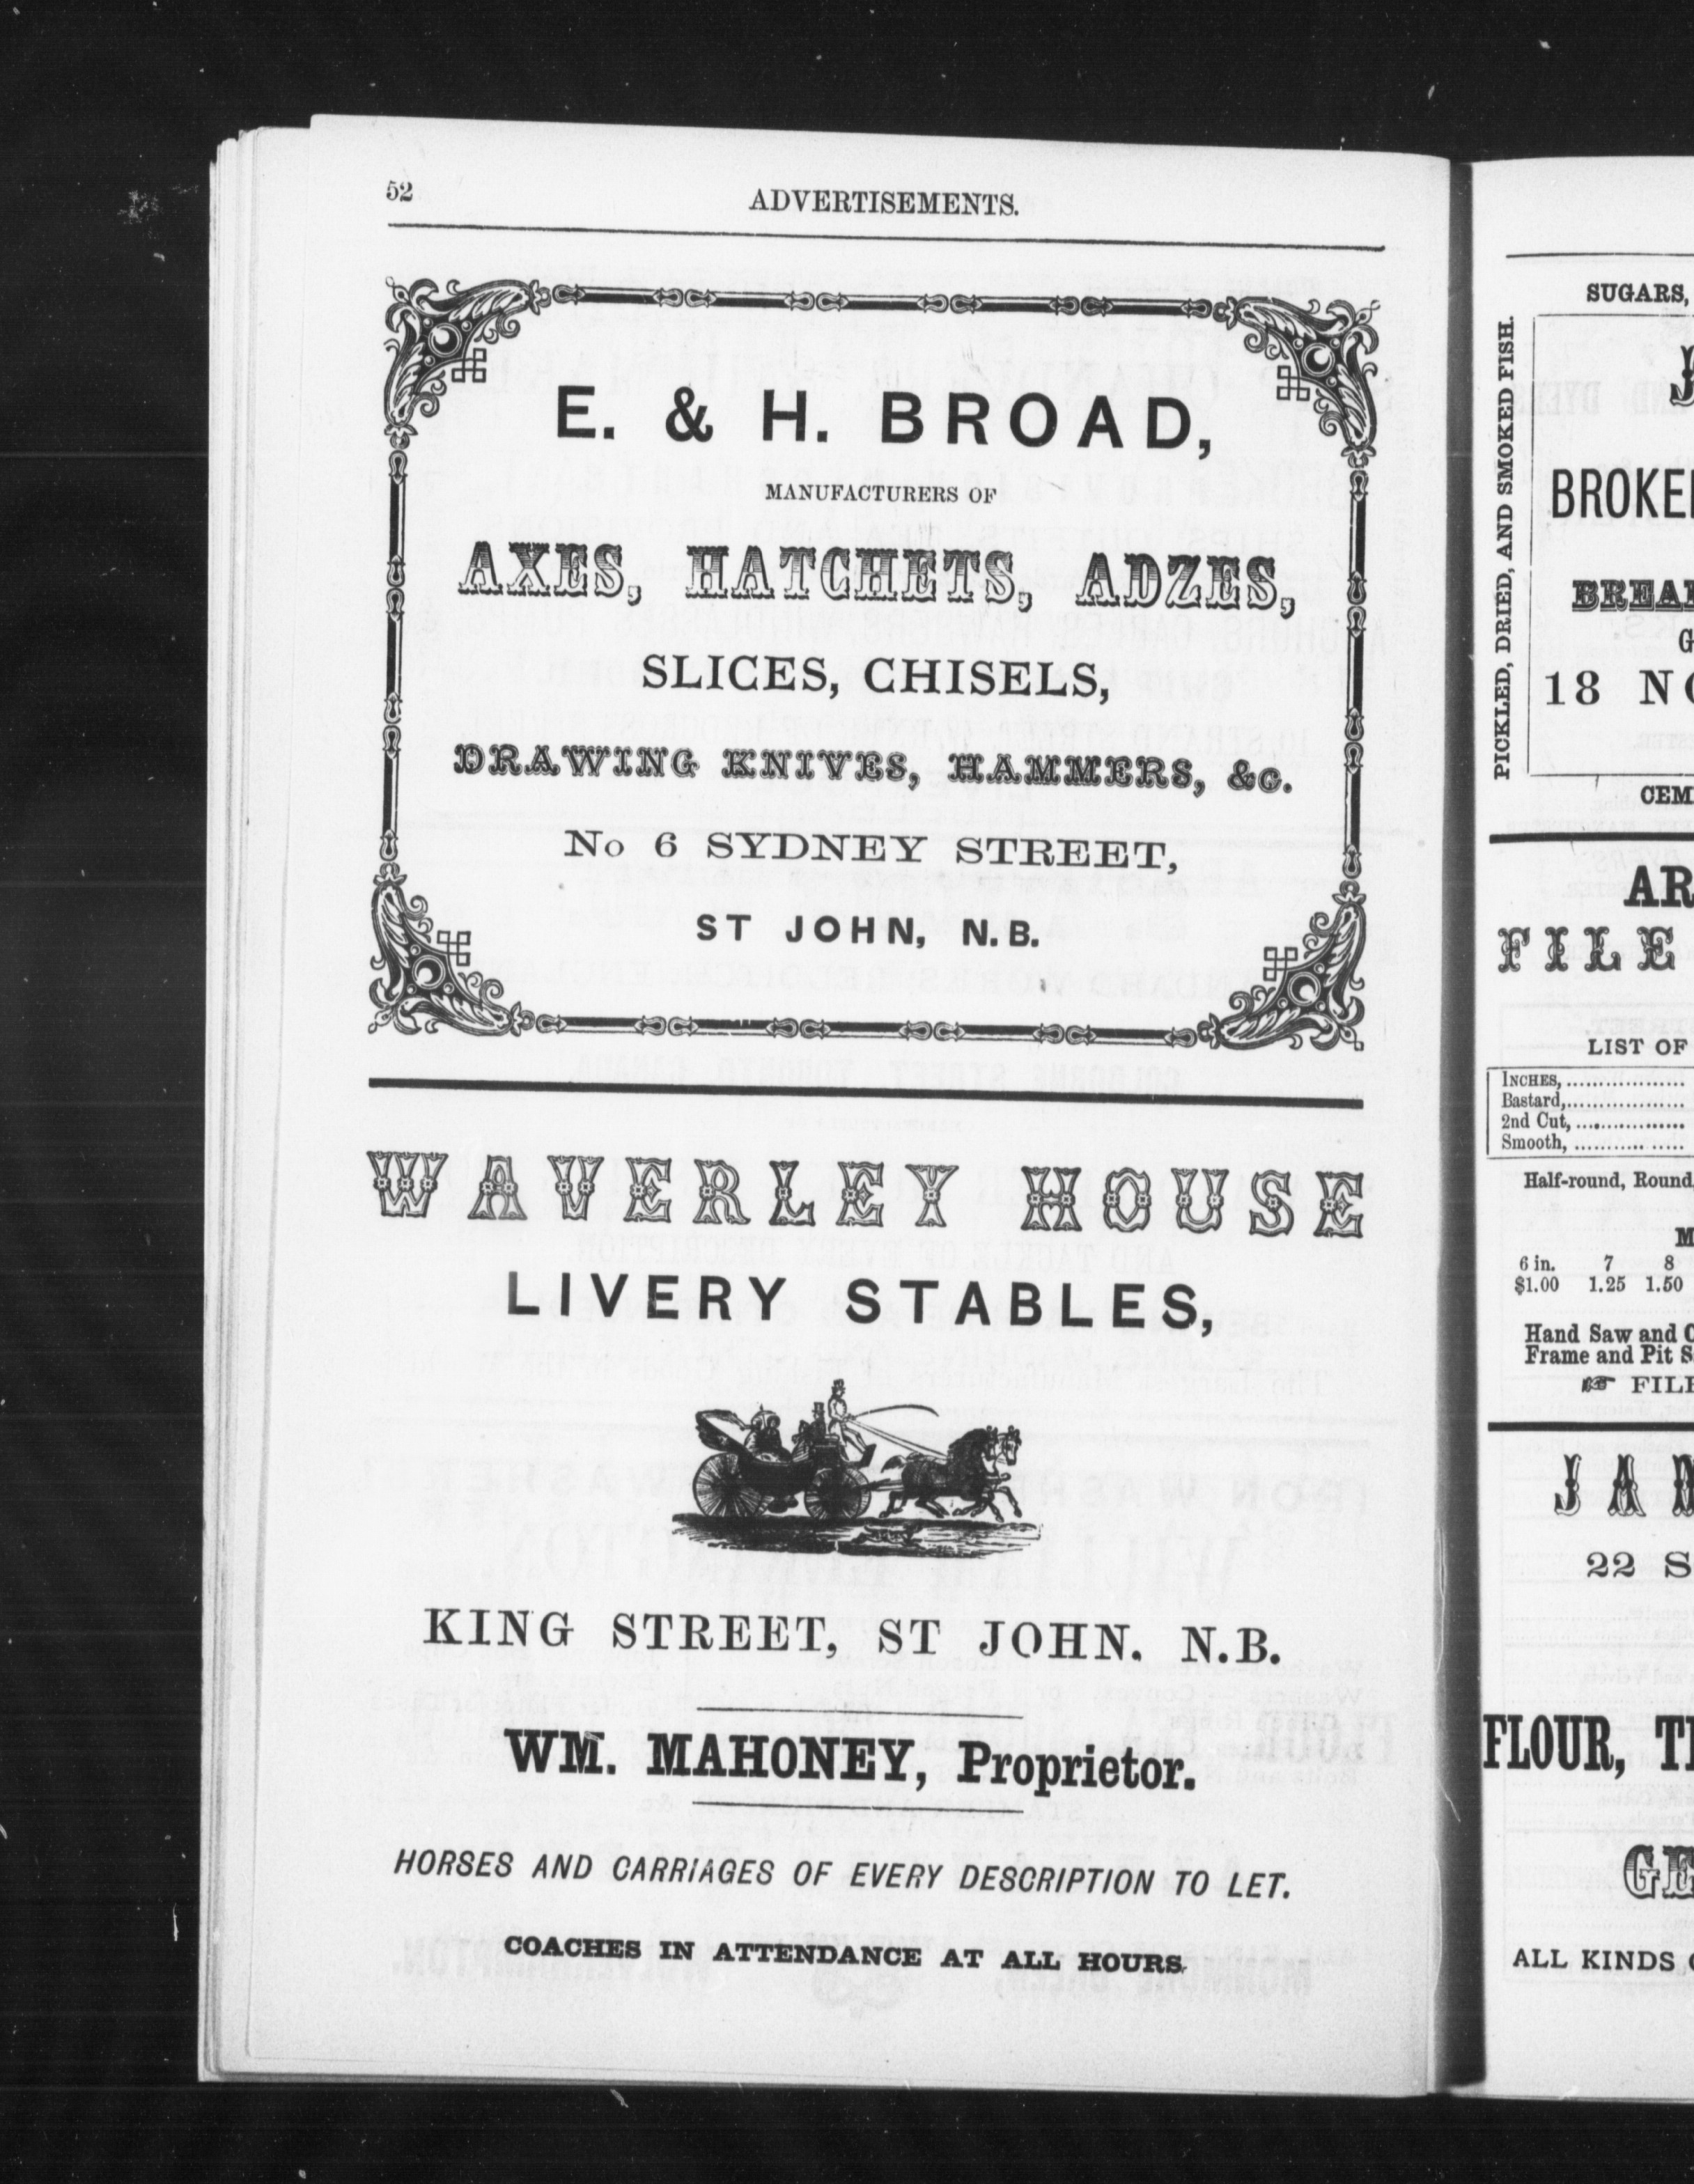 52
ADVERTISEMENTS.
E. & H. BROAD,
MANUFACTURERS OF
AXES, HATCHETS, ADZES,
SLICES, CHISELS,
DRAWING KNIVES, HAMMERS, &c.
No 6 SYDNEY STREET,
ST JOHN, N.B.
WAVERLEY HOUSE
LIVERY STABLES,
KING STREET, ST JOHN. N.B.
WM. MAHONEY, Proprietor.
HORSES AND CARRIAGES OF EVERY DESCRIPTION TO LET.
COACHES IN ATTENDANCE AT ALL HOURS.
SUGARS,
PICKLED, DRIED, AND SMOKED FISH.
18
FILE
LIST OF
INCHES,
Bastard,
2nd Cut,
Smooth,
Half-round, Round,
6 in. 7 8
$1.00 1.25 1.50
Hand Saw and
Frame and Pit
22
FLOUR,
ALL KINDS